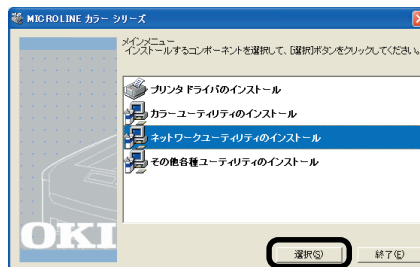 MICROLINE カラー シリーズ
メインメニュー
インストールするコンポーネントを選択して、[選択]ボタンをクリックしてください。
プリンタドライバのインストール
カラーユーティリティのインストール
ネットワークユーティリティのインストール
その他各種ユーティリティのインストール
OKI
選択(S)
終了(E)